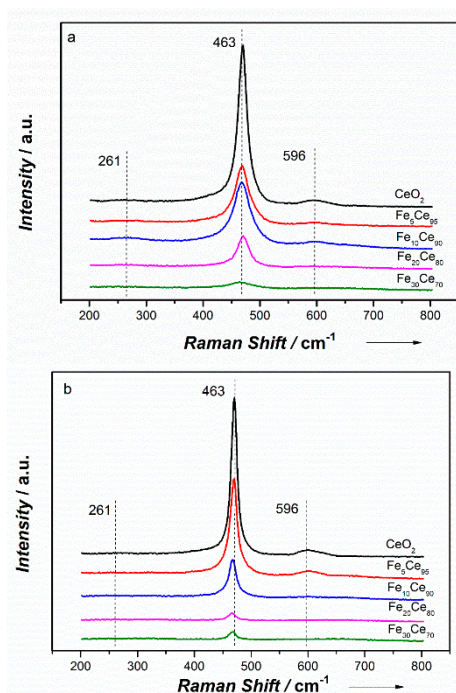 a
463
261
596
CeO₂
Fe₅Ce₉₅
Fe₁₀Ce₉₀
Fe₂₀Ce₈₀
Fe₃₀Ce₇₀
Intensity / a.u.
200 300 400 500 600 700 800
Raman Shift / cm⁻¹
b
463
261
596
CeO₂
Fe₅Ce₉₅
Fe₁₀Ce₉₀
Fe₂₀Ce₈₀
Fe₃₀Ce₇₀
Intensity / a.u.
200 300 400 500 600 700 800
Raman Shift / cm⁻¹